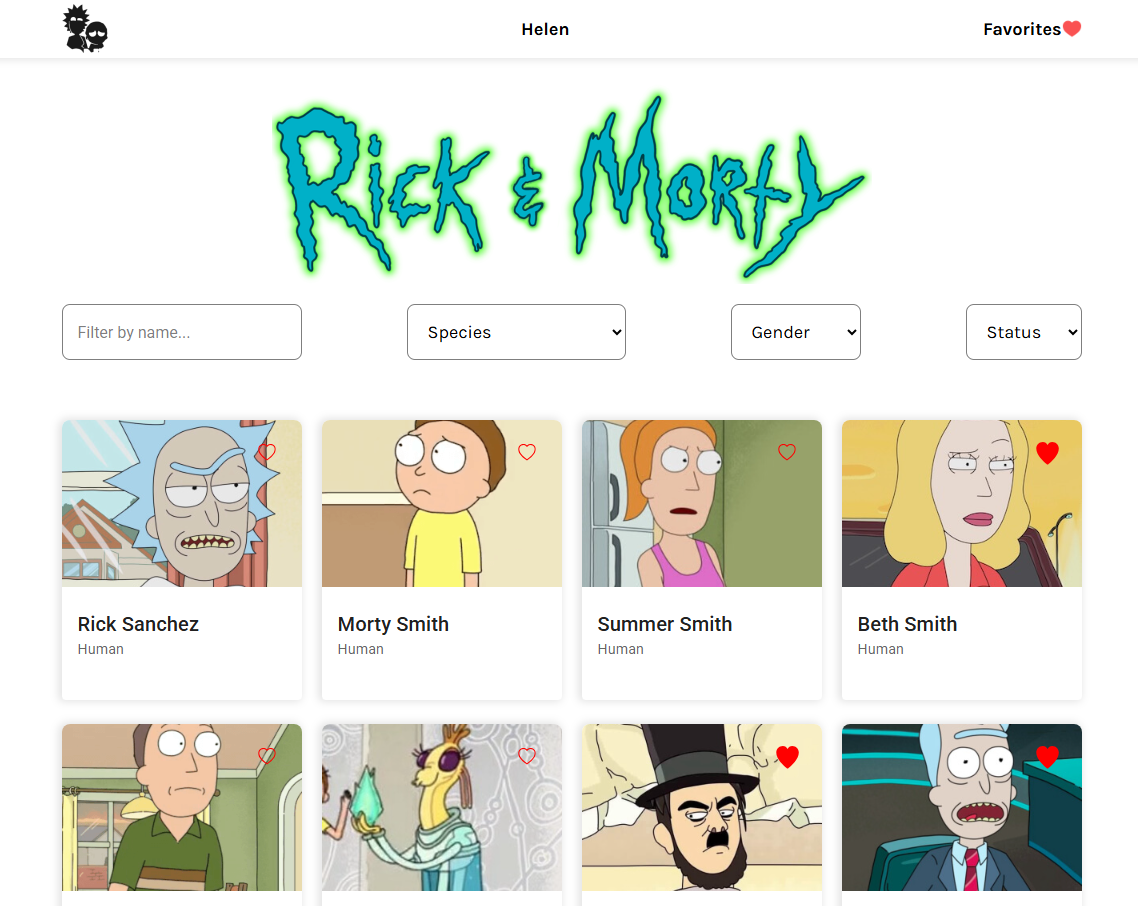 Helen
Favorites
Rick & Morty
Filter by name...
Species
Gender
Status
Rick Sanchez
Human
Morty Smith
Human
Summer Smith
Human
Beth Smith
Human